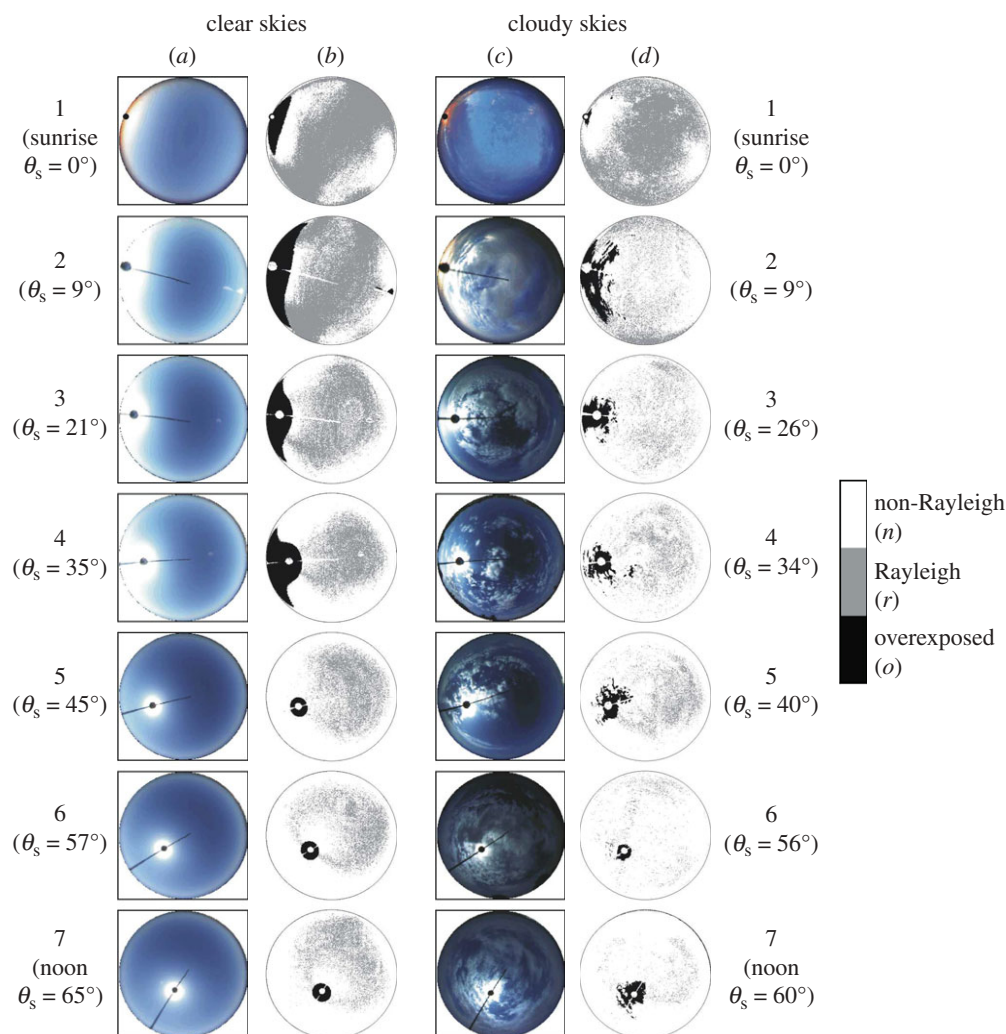 clear skies
cloudy skies
(a)
(b)
(c)
(d)
1
(sunrise
θs = 0°)
1
(sunrise
θs = 0°)
2
(θs = 9°)
2
(θs = 9°)
3
(θs = 21°)
3
(θs = 26°)
4
(θs = 35°)
4
(θs = 34°)
5
(θs = 45°)
5
(θs = 40°)
6
(θs = 57°)
6
(θs = 56°)
7
(noon
θs = 65°)
7
(noon
θs = 60°)
non-Rayleigh
(n)
Rayleigh
(r)
overexposed
(o)